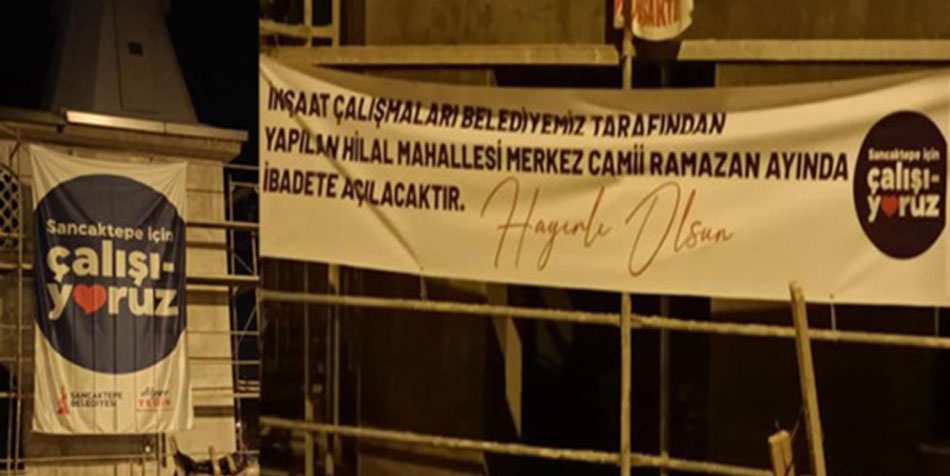 Sancaktepe için
çalışı-
yoruz
SANCAKTEPE
BELEDİYESİ
İNŞAAT ÇALIŞMALARI BELEDİYEMİZ TARAFINDAN
YAPILAN HİLAL MAHALLESİ MERKEZ CAMİİ RAMAZAN AYINDA
İBADETE AÇILACAKTIR.
Hayırlı Olsun
Sancaktepe için
çalışı-
yoruz